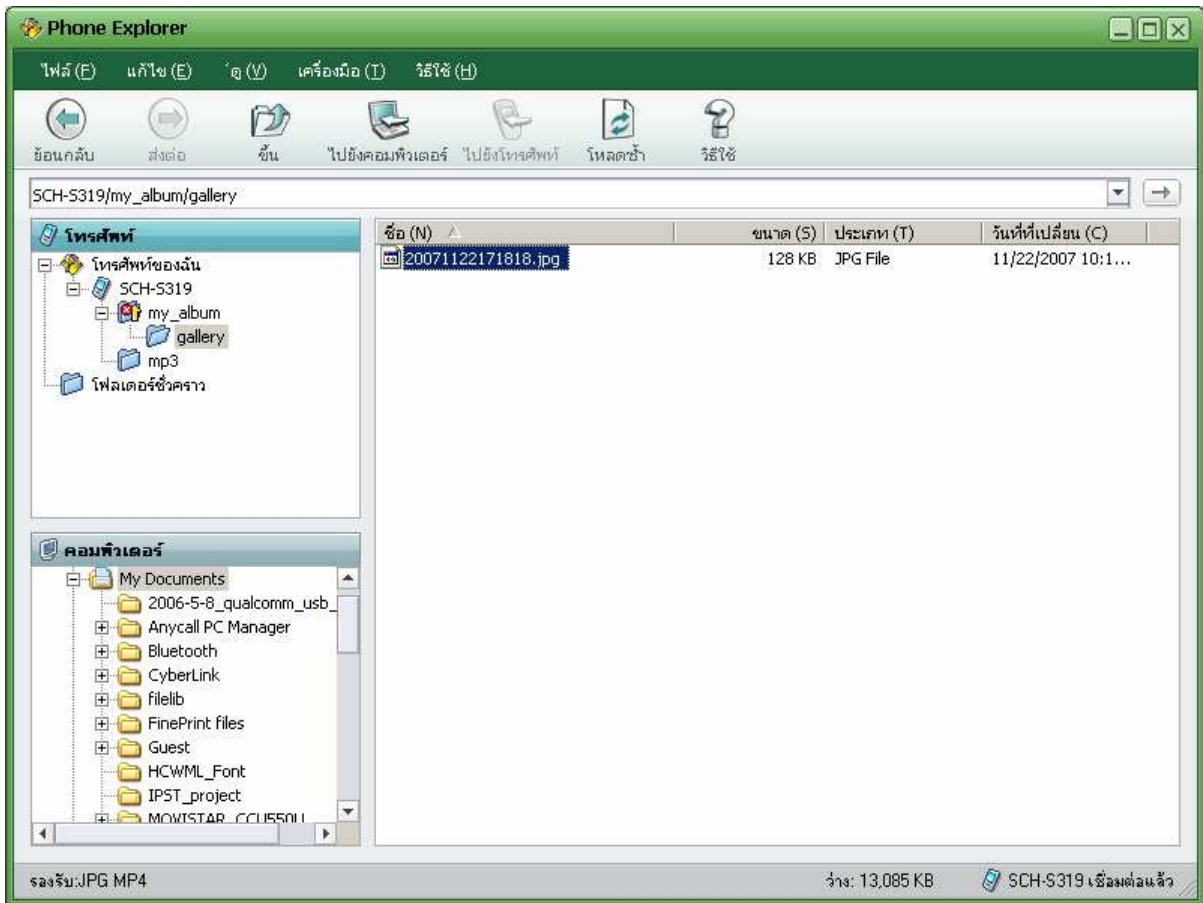 Phone Explorer
ไฟล์ (F) แก้ไข (E) ่ดู (V) เครื่องมือ (T) วิธีใช้ (H)
ย้อนกลับ ส่งต่อ ขึ้น ไปยังคอมพิวเตอร์ ไปยังโทรศัพท์ โหลดซ้ำ วิธีใช้
SCH-S319/my_album/gallery
โทรศัพท์
โทรศัพท์ของฉัน
SCH-S319
my_album
gallery
mp3
โฟลเดอร์ชั่วคราว
ชื่อ (N) ขนาด (S) ประเภท (T) วันที่ที่เปลี่ยน (C)
20071122171818.jpg 128 KB JPG File 11/22/2007 10:1...
คอมพิวเตอร์
My Documents
2006-5-8_qualcomm_usb_
Anycall PC Manager
Bluetooth
CyberLink
filelib
FinePrint files
Guest
HCWML_Font
IPST_project
MOVISTAR_CCU550U
รองรับ:JPG MP4 ว่าง: 13,085 KB SCH-S319 เชื่อมต่อแล้ว